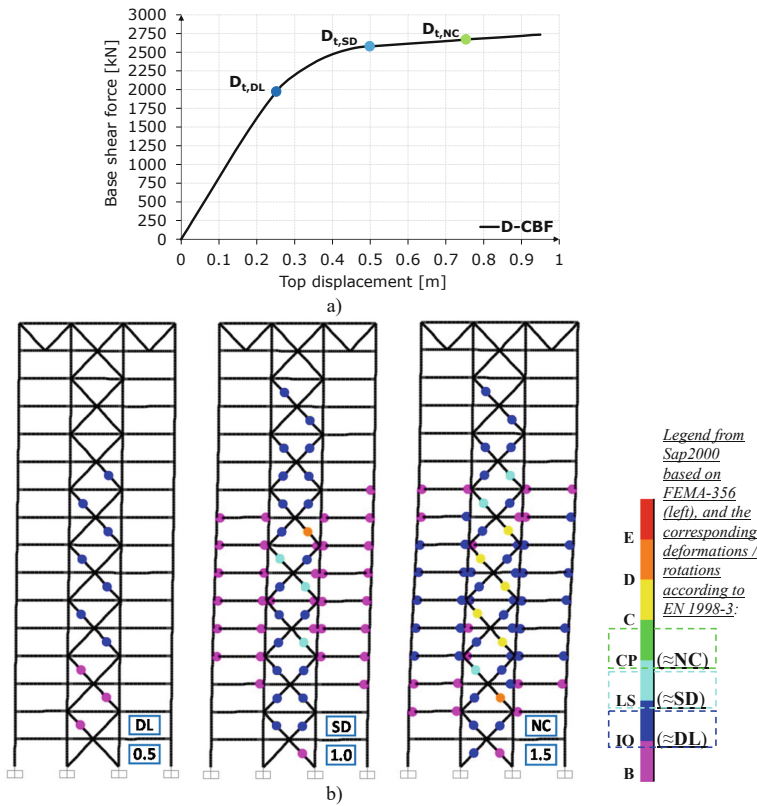 3000
2750
2500
2250
2000
1750
1500
1250
1000
750
500
250
0
Base shear force [kN]
D_t,DL
D_t,SD
D_t,NC
D-CBF
0 0.1 0.2 0.3 0.4 0.5 0.6 0.7 0.8 0.9 1
Top displacement [m]
a)
DL
0.5
SD
1.0
NC
1.5
Legend from
Sap2000
based on
FEMA-356
(left), and the
corresponding
deformations /
rotations
according to
EN 1998-3:
E
D
C
CP (≈NC)
LS (≈SD)
IO (≈DL)
B
b)